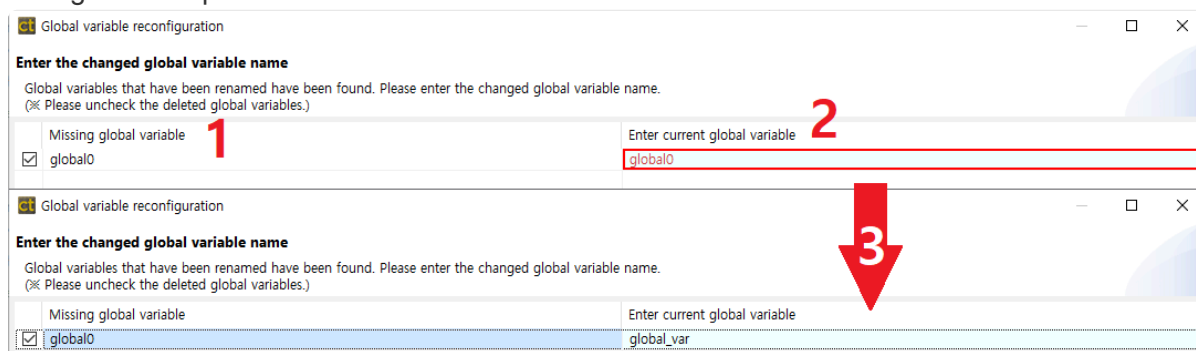 ct Global variable reconfiguration
Enter the changed global variable name
Global variables that have been renamed have been found. Please enter the changed global variable name.
(※ Please uncheck the deleted global variables.)
Missing global variable 1 Enter current global variable 2
global0 global0
3
ct Global variable reconfiguration
Enter the changed global variable name
Global variables that have been renamed have been found. Please enter the changed global variable name.
(※ Please uncheck the deleted global variables.)
Missing global variable Enter current global variable
global0 global_var